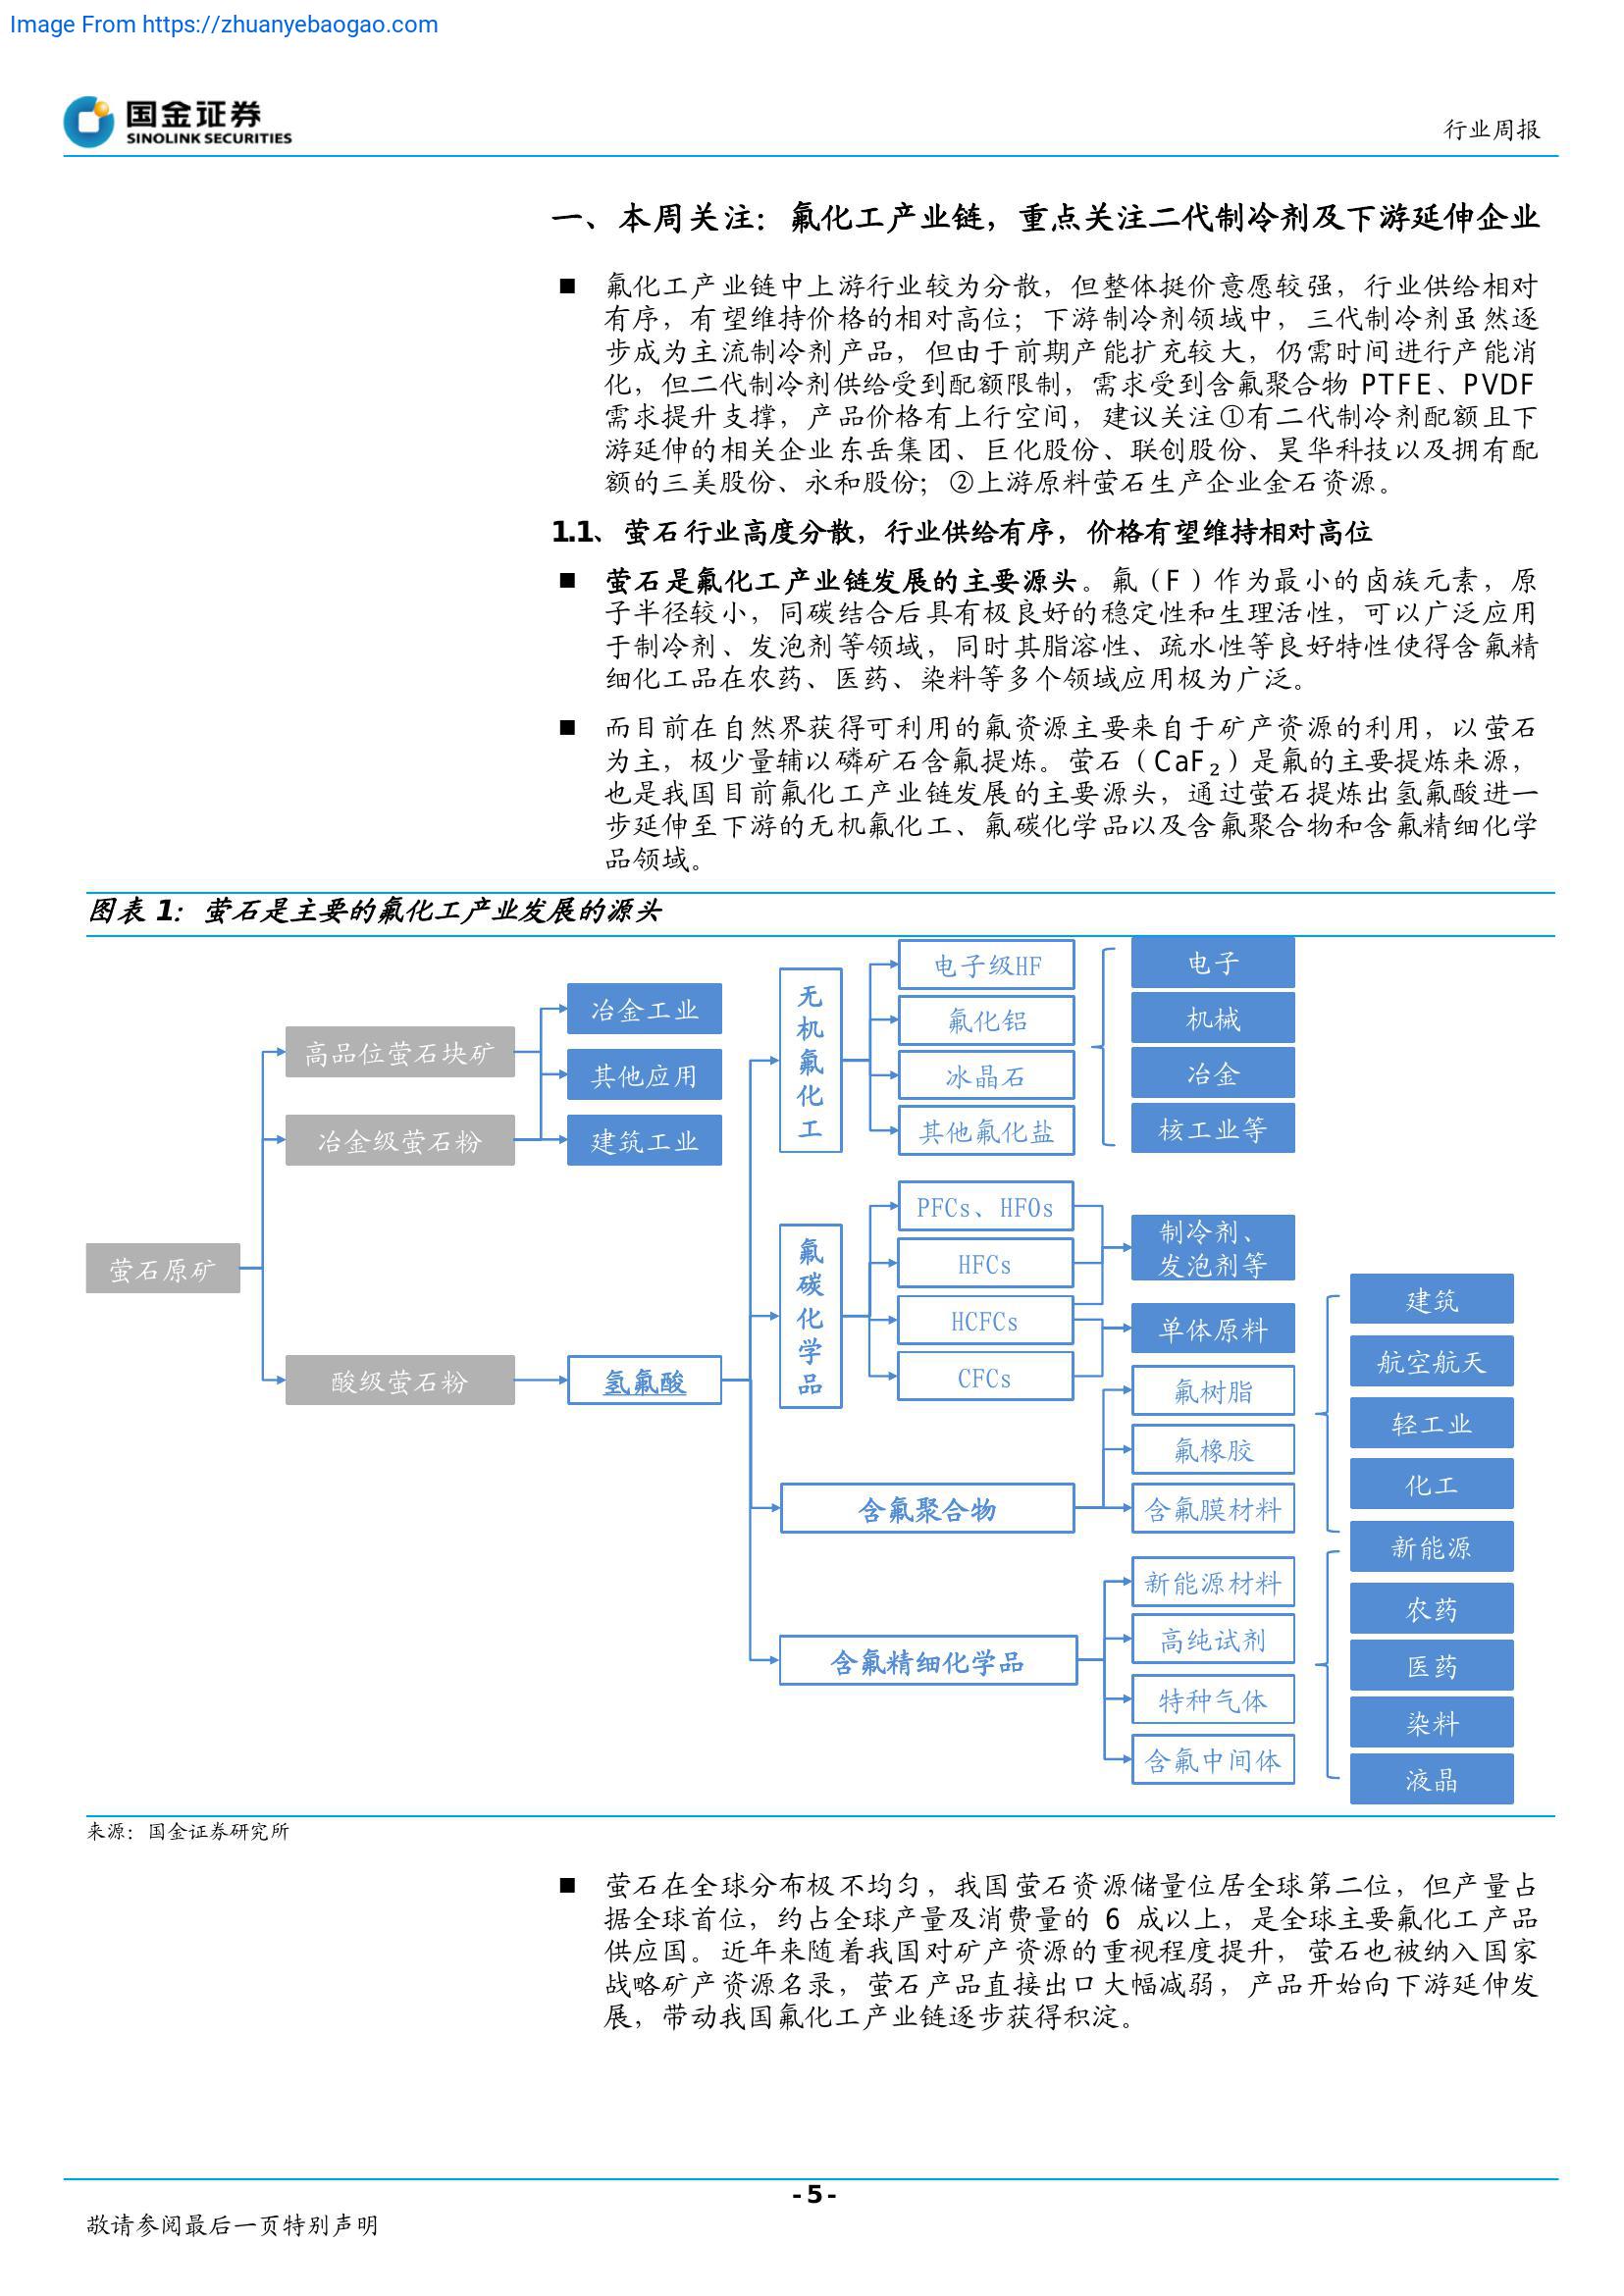 Image From https://zhuanyebaogao.com
国金证券
SINOLINK SECURITIES
行业周报
一、本周关注：氟化工产业链，重点关注二代制冷剂及下游延伸企业
■ 氟化工产业链中上游行业较为分散，但整体挺价意愿较强，行业供给相对
有序，有望维持价格的相对高位；下游制冷剂领域中，三代制冷剂虽然逐
步成为主流制冷剂产品，但由于前期产能扩充较大，仍需时间进行产能消
化，但二代制冷剂供给受到配额限制，需求受到含氟聚合物 PTFE、PVDF
需求提升支撑，产品价格有上行空间，建议关注①有二代制冷剂配额且下
游延伸的相关企业东岳集团、巨化股份、联创股份、昊华科技以及拥有配
额的三美股份、永和股份；②上游原料萤石生产企业金石资源。
1.1、萤石行业高度分散，行业供给有序，价格有望维持相对高位
■ 萤石是氟化工产业链发展的主要源头。氟（F）作为最小的卤族元素，原
子半径较小，同碳结合后具有极良好的稳定性和生理活性，可以广泛应用
于制冷剂、发泡剂等领域，同时其脂溶性、疏水性等良好特性使得含氟精
细化工品在农药、医药、染料等多个领域应用极为广泛。
■ 而目前在自然界获得可利用的氟资源主要来自于矿产资源的利用，以萤石
为主，极少量辅以磷矿石含氟提炼。萤石（CaF₂）是氟的主要提炼来源，
也是我国目前氟化工产业链发展的主要源头，通过萤石提炼出氢氟酸进一
步延伸至下游的无机氟化工、氟碳化学品以及含氟聚合物和含氟精细化学
品领域。
图表 1：萤石是主要的氟化工产业发展的源头
萤石原矿
高品位萤石块矿
冶金级萤石粉
酸级萤石粉
冶金工业
其他应用
建筑工业
氢氟酸
无机氟化工
电子级HF
氟化铝
冰晶石
其他氟化盐
电子
机械
冶金
核工业等
氟碳化学品
PFCs、HFOs
HFCs
HCFCs
CFCs
制冷剂、
发泡剂等
单体原料
含氟聚合物
氟树脂
氟橡胶
含氟膜材料
含氟精细化学品
新能源材料
高纯试剂
特种气体
含氟中间体
建筑
航空航天
轻工业
化工
新能源
农药
医药
染料
液晶
来源：国金证券研究所
■ 萤石在全球分布极不均匀，我国萤石资源储量位居全球第二位，但产量占
据全球首位，约占全球产量及消费量的 6 成以上，是全球主要氟化工产品
供应国。近年来随着我国对矿产资源的重视程度提升，萤石也被纳入国家
战略矿产资源名录，萤石产品直接出口大幅减弱，产品开始向下游延伸发
展，带动我国氟化工产业链逐步获得积淀。
- 5 -
敬请参阅最后一页特别声明